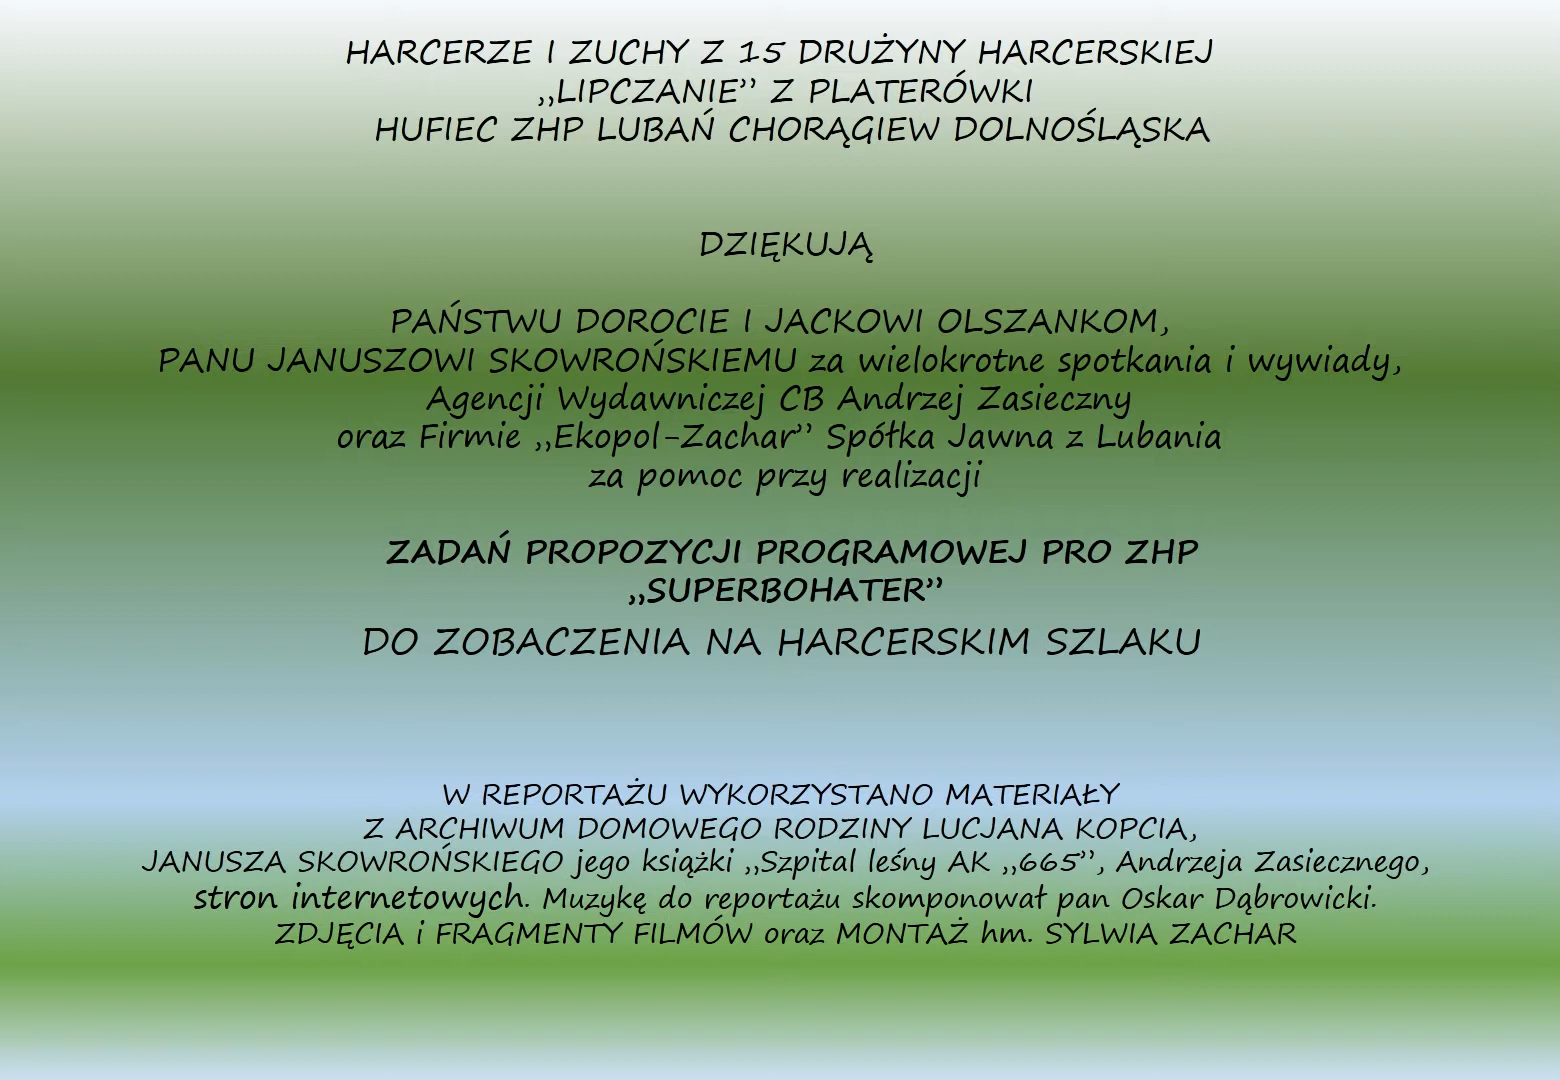 HARCERZE I ZUCHY Z 15 DRUŻYNY HARCERSKIEJ
„LIPCZANIE” Z PLATERÓWKI
HUFIEC ZHP LUBAŃ CHORĄGIEW DOLNOŚLĄSKA
DZIĘKUJĄ
PAŃSTWU DOROCIE I JACKOWI OLSZANKOM,
PANU JANUSZOWI SKOWROŃSKIEMU za wielokrotne spotkania i wywiady,
Agencji Wydawniczej CB Andrzej Zasieczny
oraz Firmie „Ekopol-Zachar” Spółka Jawna z Lubania
za pomoc przy realizacji
ZADAŃ PROPOZYCJI PROGRAMOWEJ PRO ZHP
„SUPERBOHATER”
DO ZOBACZENIA NA HARCERSKIM SZLAKU
W REPORTAŻU WYKORZYSTANO MATERIAŁY
Z ARCHIWUM DOMOWEGO RODZINY LUCJANA KOPCIA,
JANUSZA SKOWROŃSKIEGO jego książki „Szpital leśny AK „665”, Andrzeja Zasiecznego,
stron internetowych. Muzykę do reportażu skomponował pan Oskar Dąbrowicki.
ZDJĘCIA i FRAGMENTY FILMÓW oraz MONTAŻ hm. SYLWIA ZACHAR